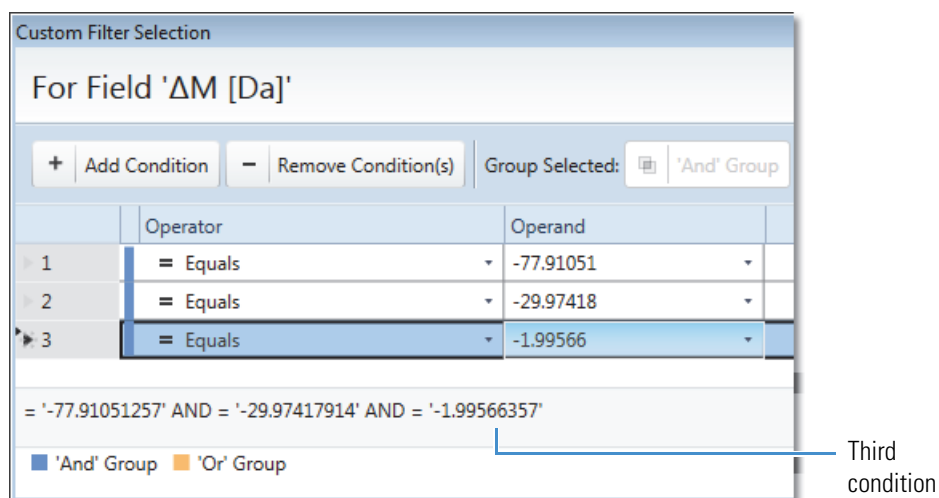 Custom Filter Selection
For Field 'ΔM [Da]'
+ Add Condition − Remove Condition(s) Group Selected: 'And' Group
Operator Operand
1 = Equals -77.91051
2 = Equals -29.97418
3 = Equals -1.99566
= '-77.91051257' AND = '-29.97417914' AND = '-1.99566357'
'And' Group 'Or' Group
Third
condition